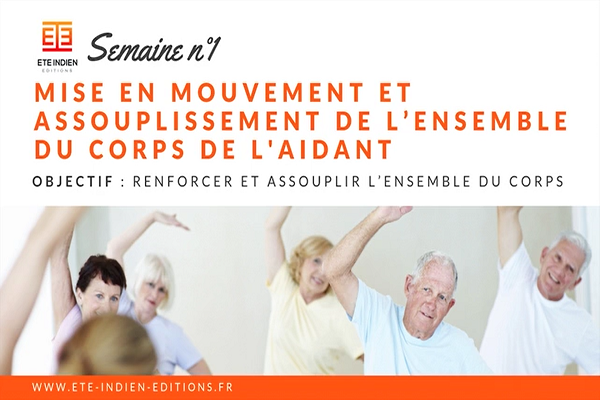 ETE INDIEN
EDITIONS
Semaine n°1
MISE EN MOUVEMENT ET
ASSOUPLISSEMENT DE L’ENSEMBLE
DU CORPS DE L'AIDANT
OBJECTIF : RENFORCER ET ASSOUPLIR L’ENSEMBLE DU CORPS
WWW.ETE-INDIEN-EDITIONS.FR